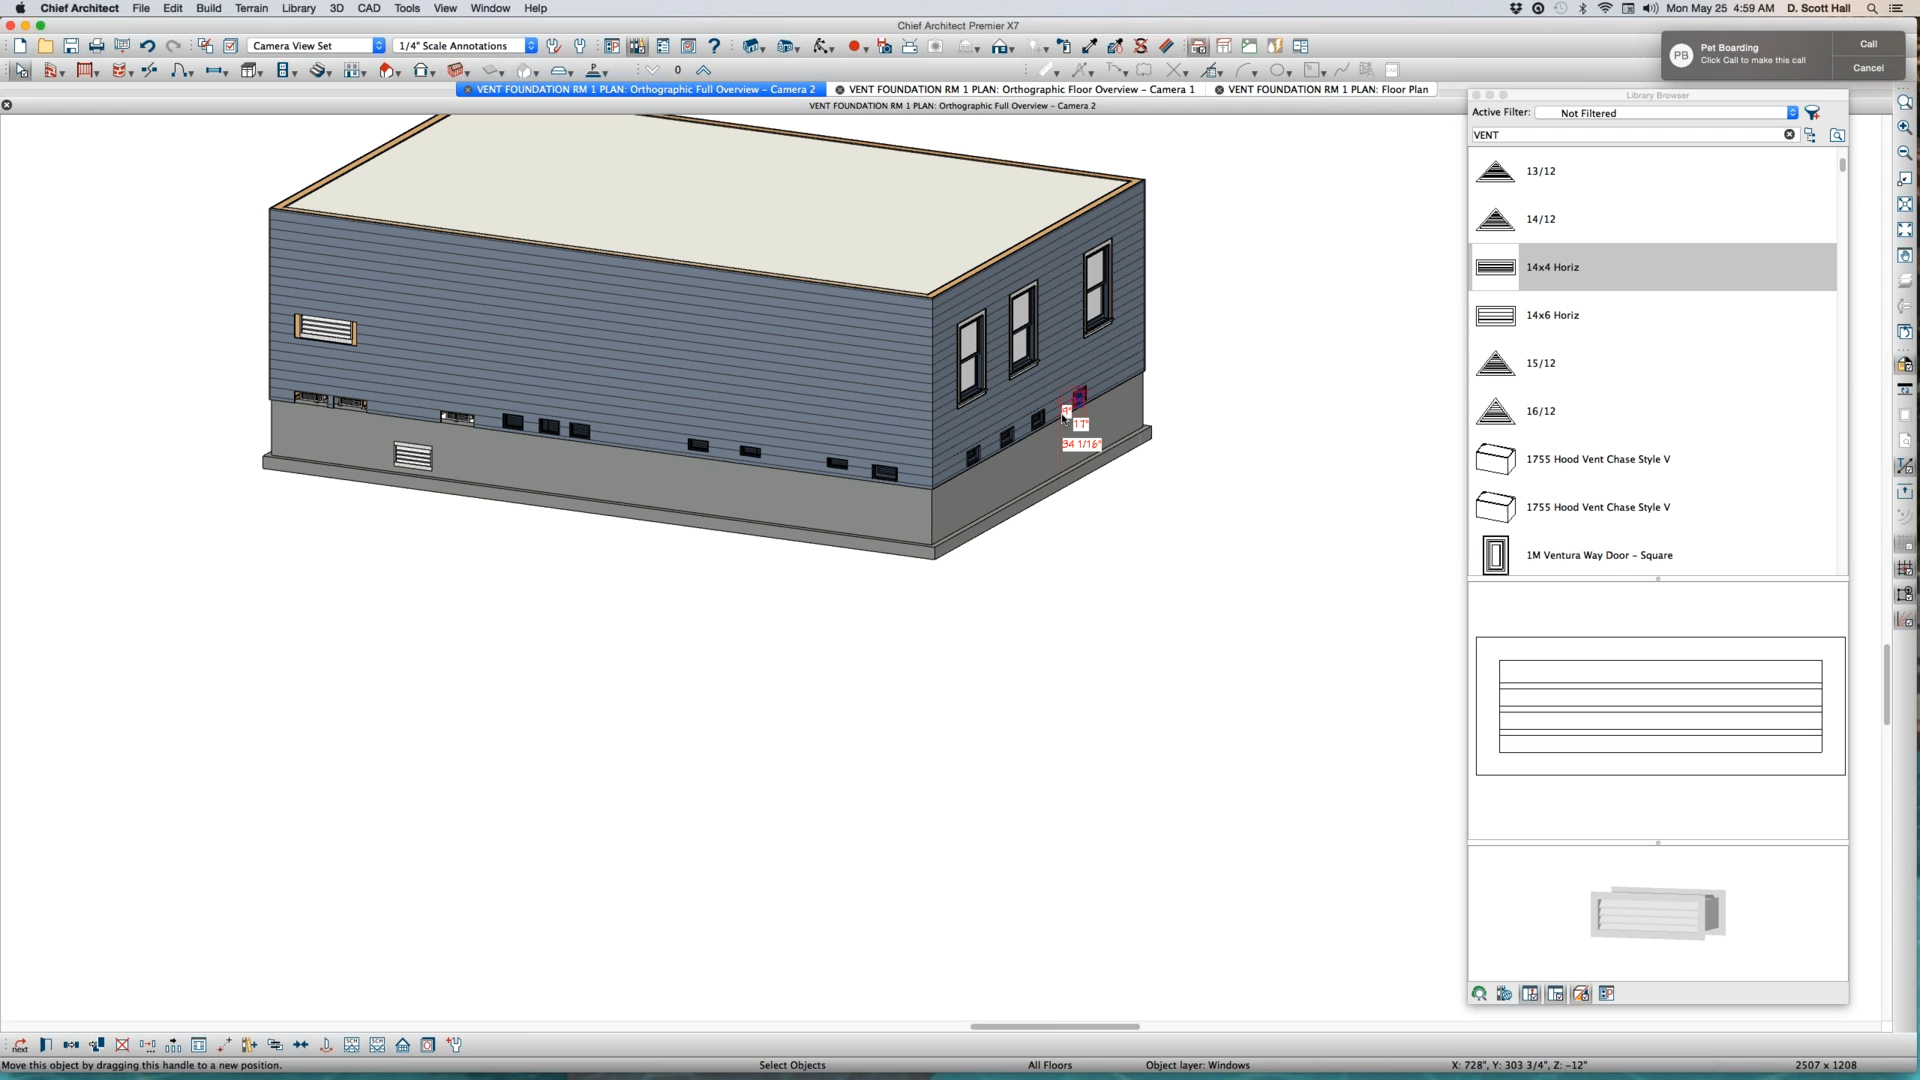 Chief Architect File Edit Build Terrain Library 3D CAD Tools View Window Help
Mon May 25 4:59 AM D. Scott Hall
Chief Architect Premier X7
Camera View Set 1/4" Scale Annotations
0
PB Pet Boarding
Click Call to make this call
Call
Cancel
VENT FOUNDATION RM 1 PLAN: Orthographic Full Overview - Camera 2
VENT FOUNDATION RM 1 PLAN: Orthographic Floor Overview - Camera 1
VENT FOUNDATION RM 1 PLAN: Floor Plan
VENT FOUNDATION RM 1 PLAN: Orthographic Full Overview - Camera 2
Library Browser
Active Filter: Not Filtered
VENT
13/12
14/12
14x4 Horiz
14x6 Horiz
15/12
16/12
1755 Hood Vent Chase Style V
1755 Hood Vent Chase Style V
1M Ventura Way Door - Square
9"
17"
34 1/16"
Move this object by dragging this handle to a new position.
Select Objects
All Floors
Object layer: Windows
X: 728", Y: 303 3/4", Z: -12"
2507 x 1208